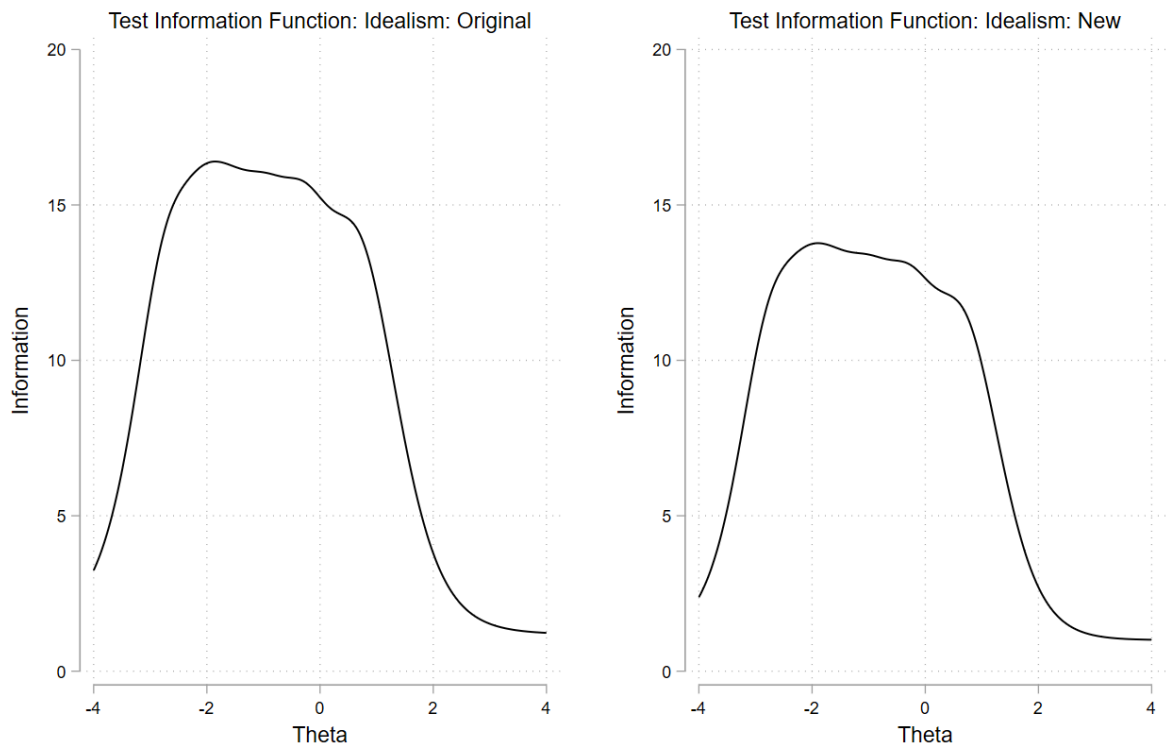 Test Information Function: Idealism: Original
20
15
10
5
0
Information
-4 -2 0 2 4
Theta
Test Information Function: Idealism: New
20
15
10
5
0
Information
-4 -2 0 2 4
Theta